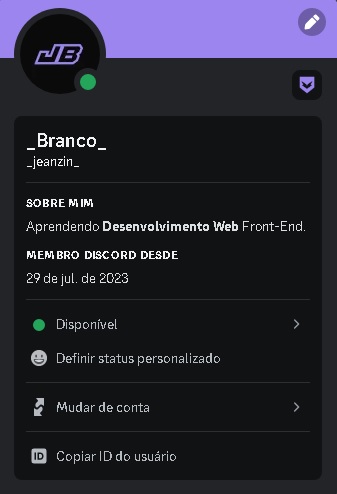 JB
_Branco_
_jeanzin_
SOBRE MIM
Aprendendo Desenvolvimento Web Front-End.
MEMBRO DISCORD DESDE
29 de jul. de 2023
Disponível
Definir status personalizado
Mudar de conta
ID Copiar ID do usuário